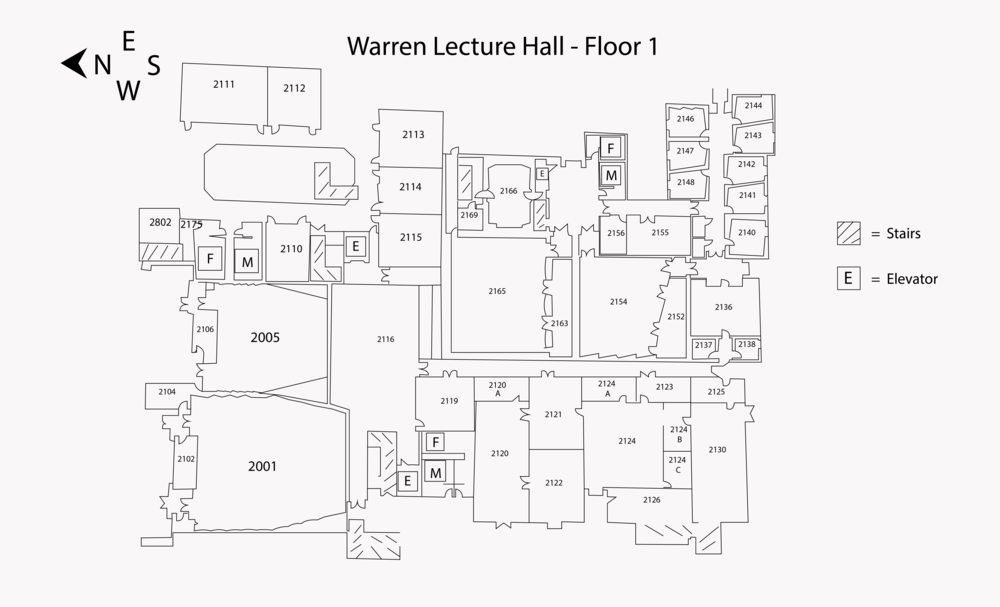 Warren Lecture Hall - Floor 1
E
N S
W
2111
2112
2113
2114
2115
2802
2175
F
M
2110
E
2106
2005
2104
2102
2001
2116
2166
2169
E
2165
2163
2154
2152
2156
2155
F
M
2146
2147
2148
2144
2143
2142
2141
2140
2136
2137
2138
2119
F
M
E
2120
A
2120
2121
2122
2124
A
2123
2125
2124
2124
B
2124
C
2126
2130
= Stairs
E = Elevator